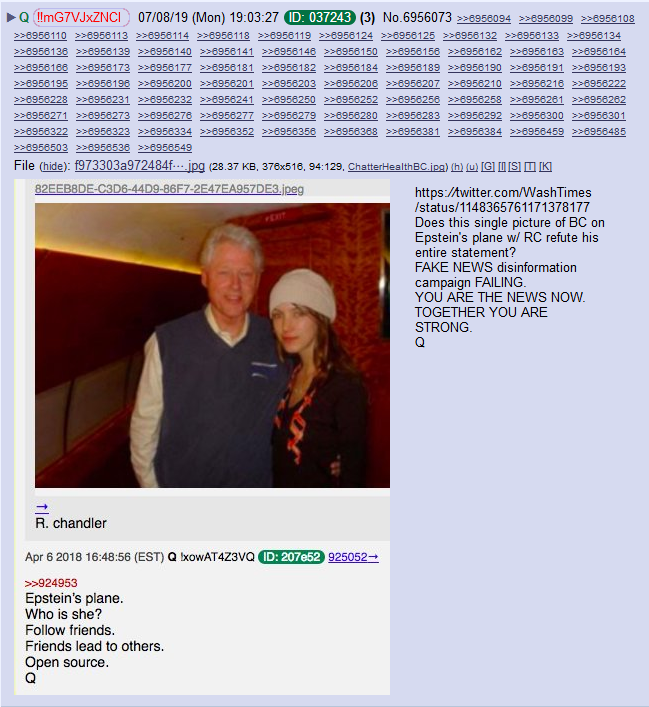 ▶ Q !!mG7VJxZNCI 07/08/19 (Mon) 19:03:27 ID: 037243 (3) No.6956073 >>6956094 >>6956099 >>6956108
>>6956110 >>6956113 >>6956114 >>6956118 >>6956119 >>6956124 >>6956125 >>6956132 >>6956133 >>6956134
>>6956136 >>6956139 >>6956140 >>6956141 >>6956146 >>6956150 >>6956156 >>6956162 >>6956163 >>6956164
>>6956166 >>6956173 >>6956177 >>6956181 >>6956182 >>6956184 >>6956189 >>6956190 >>6956191 >>6956193
>>6956195 >>6956196 >>6956200 >>6956201 >>6956203 >>6956206 >>6956207 >>6956210 >>6956216 >>6956222
>>6956228 >>6956231 >>6956232 >>6956241 >>6956250 >>6956252 >>6956256 >>6956258 >>6956261 >>6956262
>>6956271 >>6956273 >>6956276 >>6956277 >>6956279 >>6956280 >>6956283 >>6956292 >>6956300 >>6956301
>>6956322 >>6956323 >>6956334 >>6956352 >>6956356 >>6956368 >>6956381 >>6956384 >>6956459 >>6956485
>>6956503 >>6956536 >>6956549
File (hide): f973303a972484f⋯.jpg (28.37 KB, 376x516, 94:129, ChatterHealthBC.jpg) (h) (u) [G] [I] [S] [T] [K]
82EEB8DE-C3D6-44D9-86F7-2E47EA957DE3.jpeg
EXIT
→
R. chandler
Apr 6 2018 16:48:56 (EST) Q !xowAT4Z3VQ ID: 207e52 925052→
>>924953
Epstein's plane.
Who is she?
Follow friends.
Friends lead to others.
Open source.
Q
https://twitter.com/WashTimes
/status/1148365761171378177
Does this single picture of BC on
Epstein's plane w/ RC refute his
entire statement?
FAKE NEWS disinformation
campaign FAILING.
YOU ARE THE NEWS NOW.
TOGETHER YOU ARE
STRONG.
Q